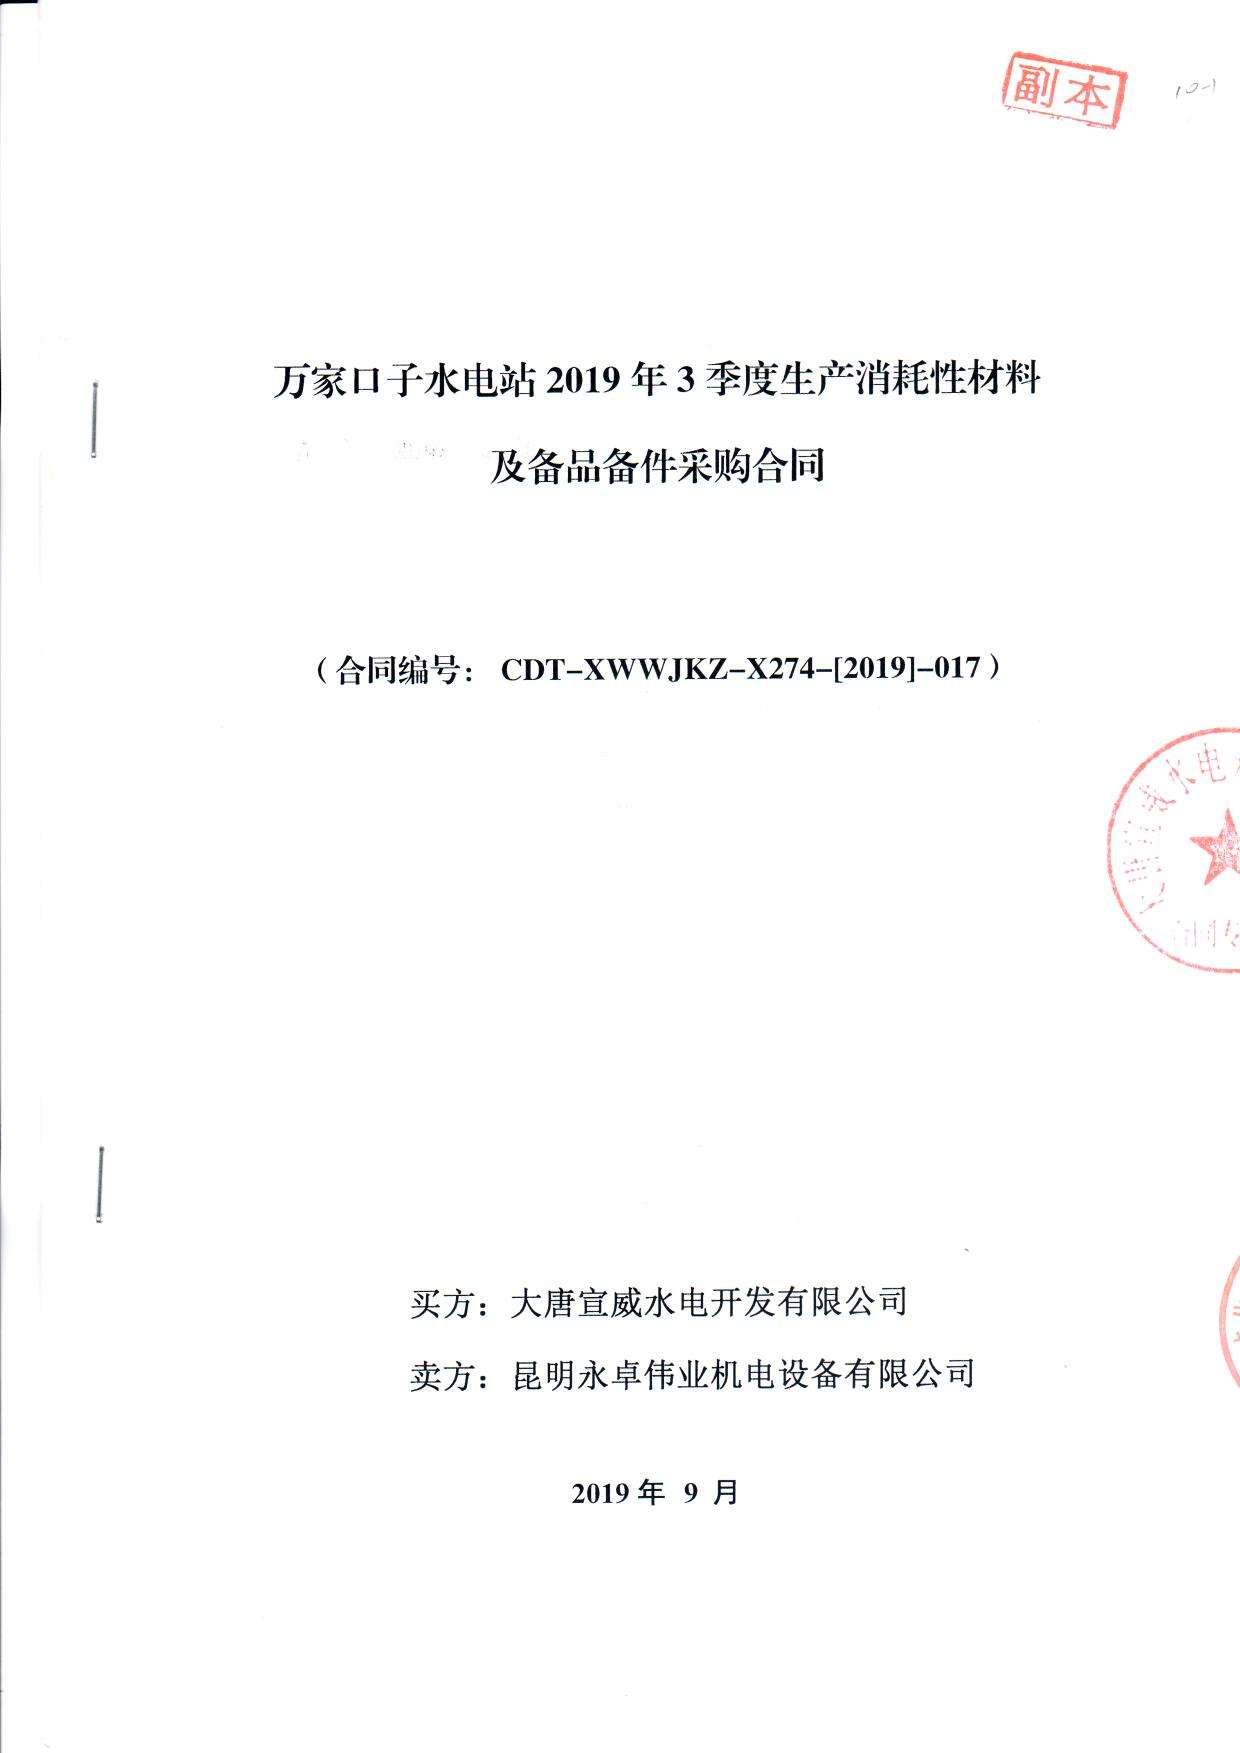 副本
10-1
万家口子水电站 2019 年 3 季度生产消耗性材料
及备品备件采购合同
（合同编号： CDT-XWWJKZ-X274-[2019]-017）
威水电
合同专
买方：大唐宣威水电开发有限公司
卖方：昆明永卓伟业机电设备有限公司
2019 年 9 月